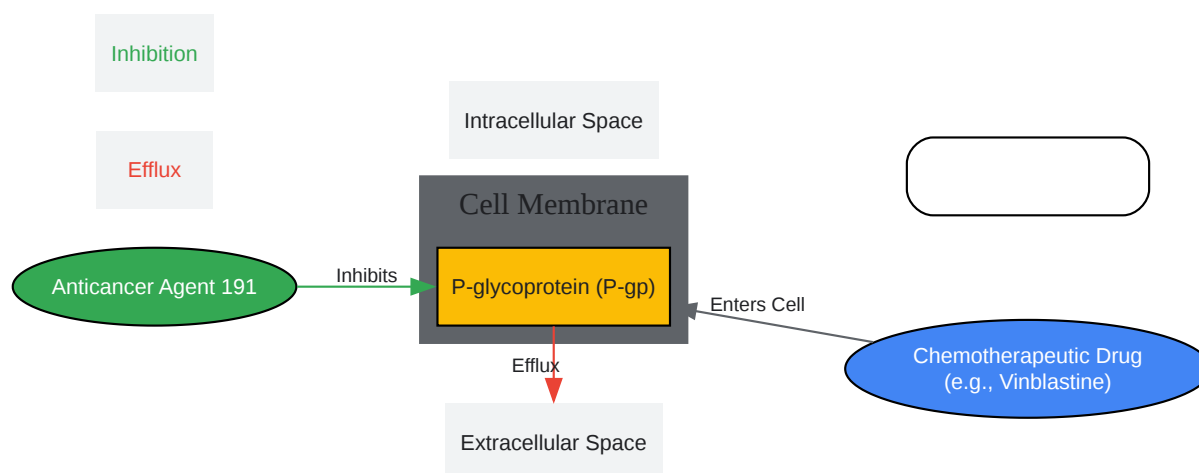 Inhibition
Intracellular Space
Efflux
Cell Membrane
Anticancer Agent 191
Inhibits
P-glycoprotein (P-gp)
Enters Cell
Efflux
Chemotherapeutic Drug
(e.g., Vinblastine)
Extracellular Space